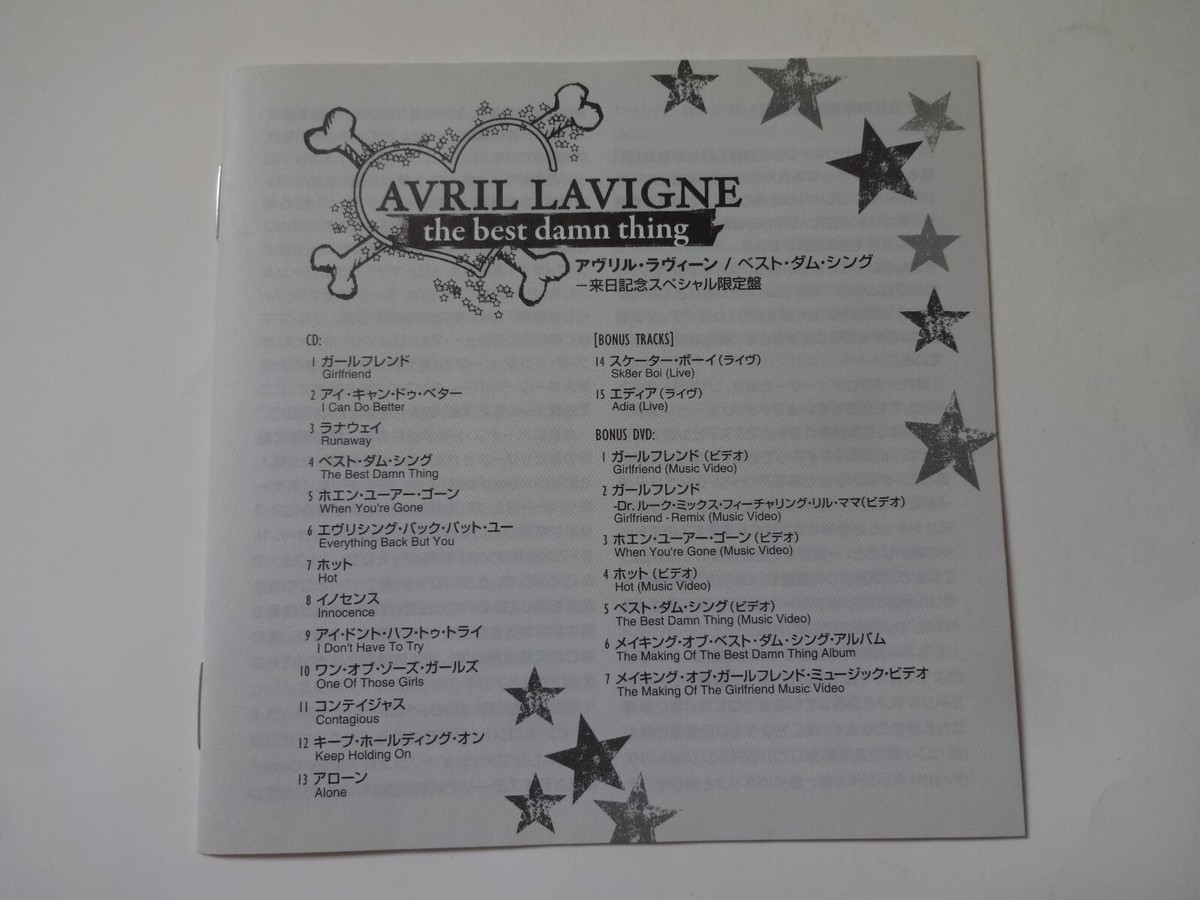 AVRIL LAVIGNE
the best damn thing
アヴリル・ラヴィーン / ベスト・ダム・シング
－来日記念スペシャル限定盤
CD:
1 ガールフレンド
Girlfriend
2 アイ・キャン・ドゥ・ベター
I Can Do Better
3 ラナウェイ
Runaway
4 ベスト・ダム・シング
The Best Damn Thing
5 ホエン・ユーアー・ゴーン
When You're Gone
6 エヴリシング・バック・バット・ユー
Everything Back But You
7 ホット
Hot
8 イノセンス
Innocence
9 アイ・ドント・ハフ・トゥ・トライ
I Don't Have To Try
10 ワン・オブ・ゾーズ・ガールズ
One Of Those Girls
11 コンテイジャス
Contagious
12 キープ・ホールディング・オン
Keep Holding On
13 アローン
Alone
[BONUS TRACKS]
14 スケーター・ボーイ(ライヴ)
Sk8er Boi (Live)
15 エディア(ライヴ)
Adia (Live)
BONUS DVD:
1 ガールフレンド (ビデオ)
Girlfriend (Music Video)
2 ガールフレンド
-Dr. ルーク・ミックス・フィーチャリング・リル・ママ(ビデオ)
Girlfriend - Remix (Music Video)
3 ホエン・ユーアー・ゴーン (ビデオ)
When You're Gone (Music Video)
4 ホット (ビデオ)
Hot (Music Video)
5 ベスト・ダム・シング (ビデオ)
The Best Damn Thing (Music Video)
6 メイキング・オブ・ベスト・ダム・シング・アルバム
The Making Of The Best Damn Thing Album
7 メイキング・オブ・ガールフレンド・ミュージック・ビデオ
The Making Of The Girlfriend Music Video